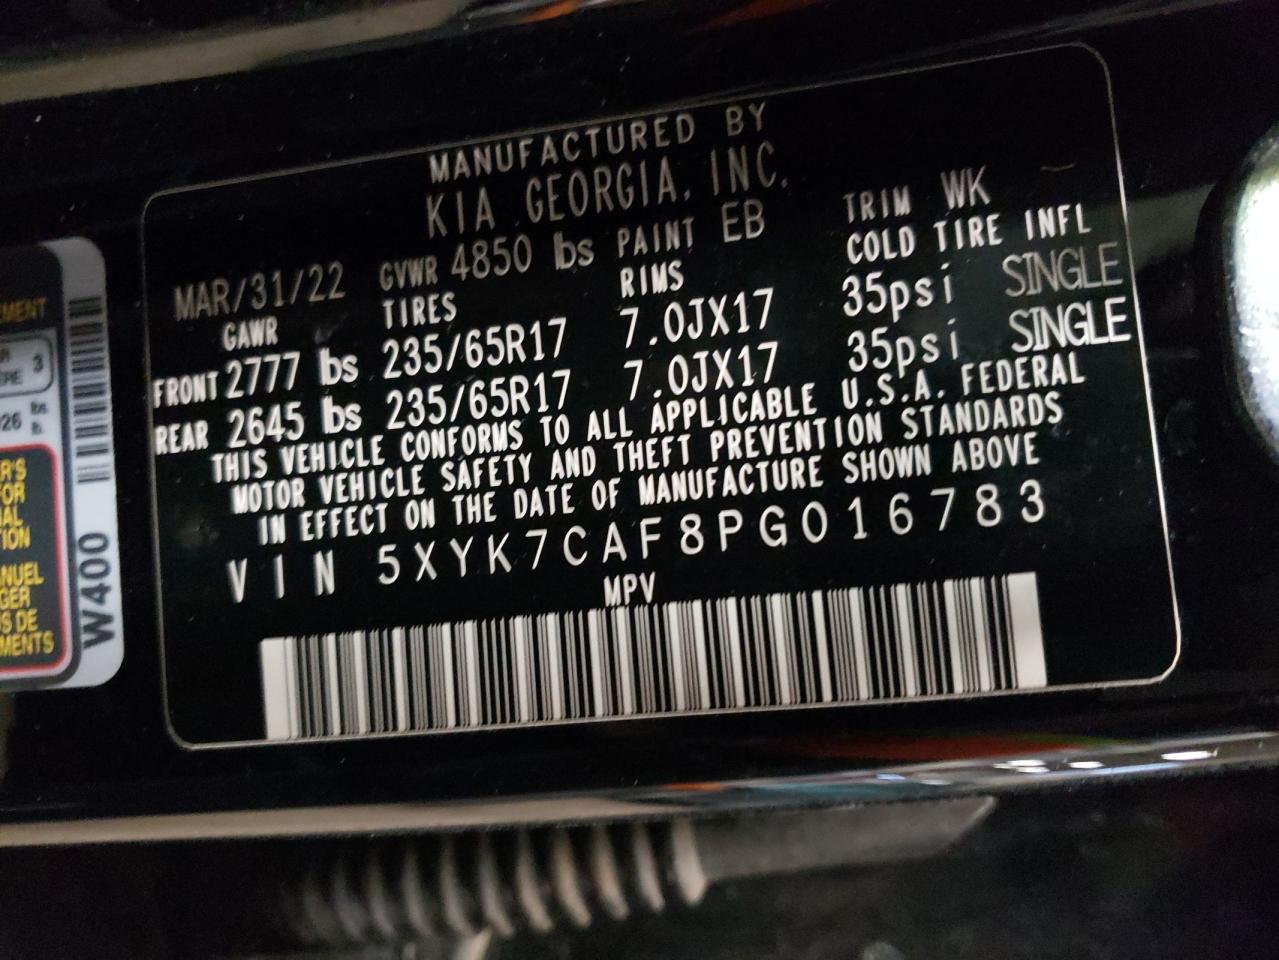 MANUFACTURED BY
KIA GEORGIA, INC.
MAR/31/22 GVWR 4850 lbs PAINT EB TRIM WK
GAWR TIRES RIMS COLD TIRE INFL
FRONT 2777 lbs 235/65R17 7.0JX17 35psi SINGLE
REAR 2645 lbs 235/65R17 7.0JX17 35psi SINGLE
THIS VEHICLE CONFORMS TO ALL APPLICABLE U.S.A. FEDERAL
MOTOR VEHICLE SAFETY AND THEFT PREVENTION STANDARDS
IN EFFECT ON THE DATE OF MANUFACTURE SHOWN ABOVE
VIN 5XYK7CAF8PG016783
MPV
3
lbs
W400